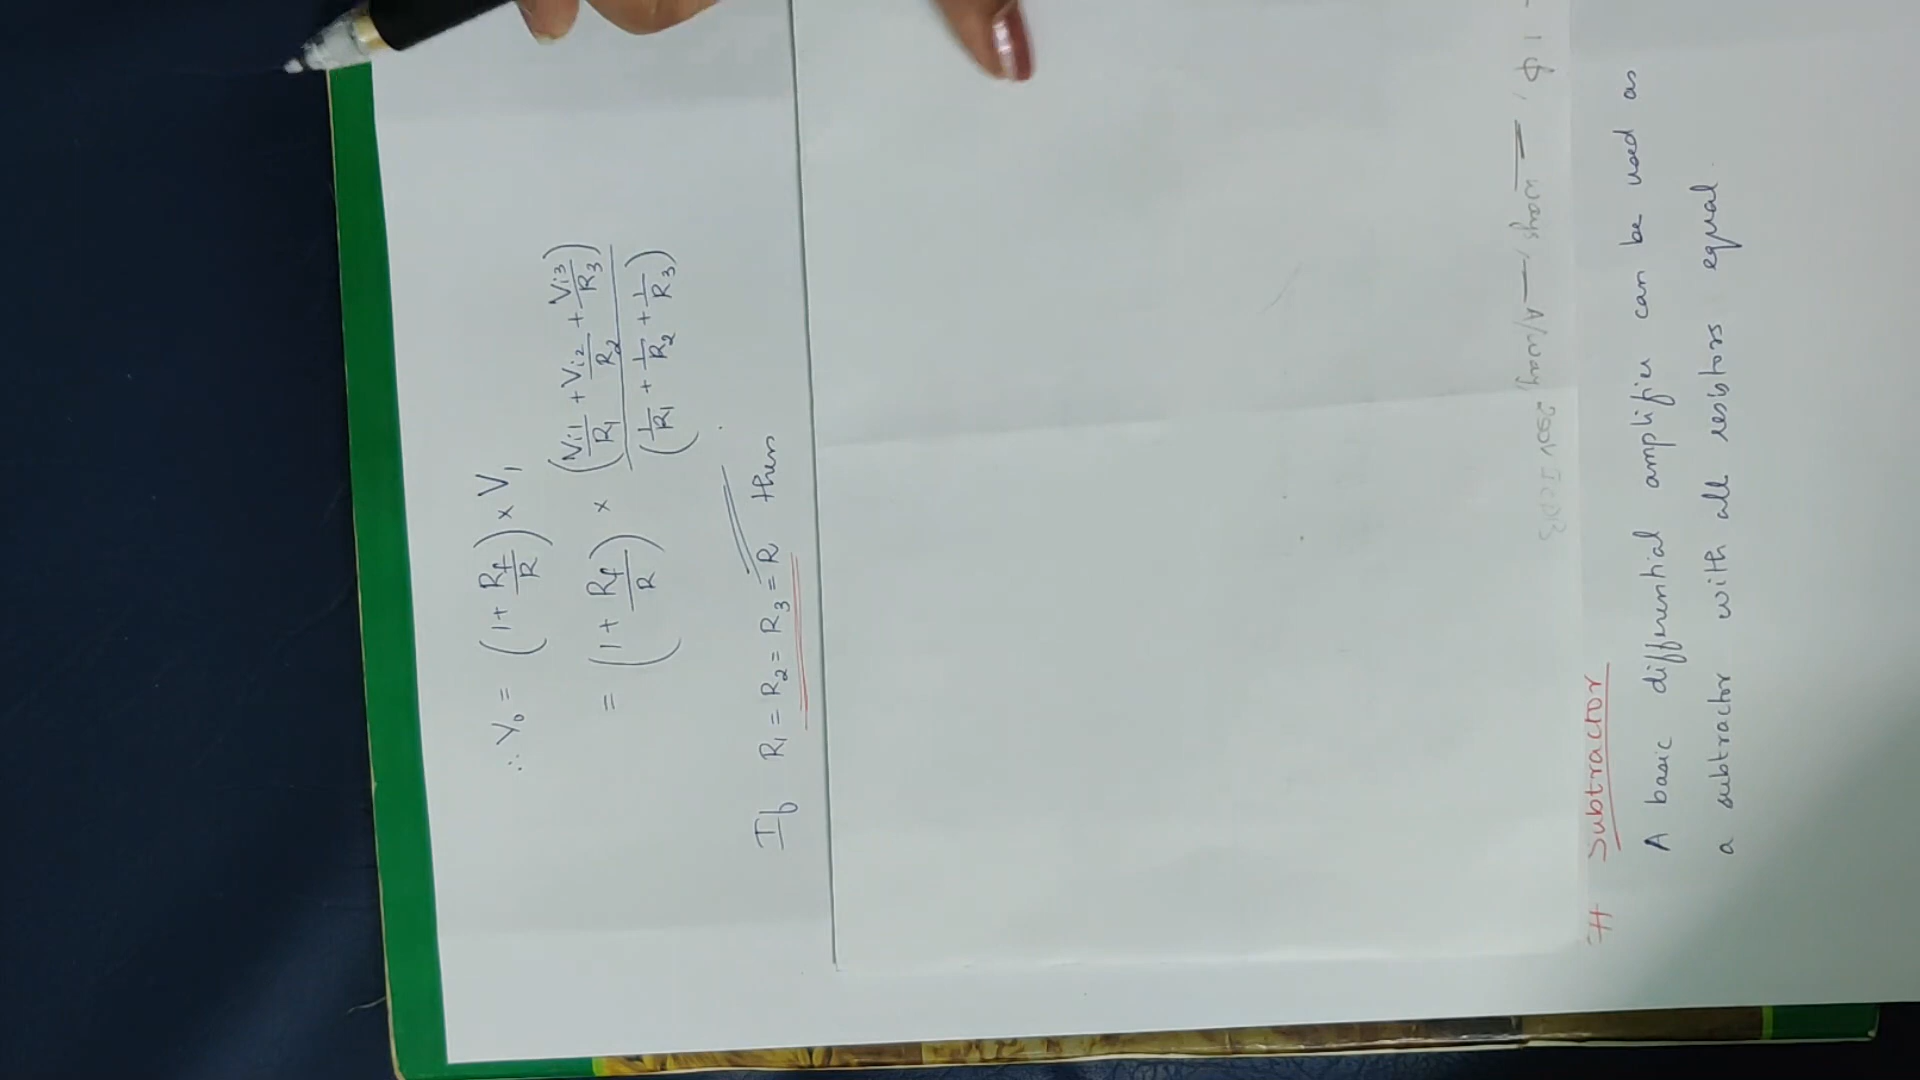 ∴ V₀ = (1 + Rf/R) × V₁
= (1 + Rf/R) × (Vi1/R1 + Vi2/R2 + Vi3/R3) / (1/R1 + 1/R2 + 1/R3)
If R1 = R2 = R3 = R then
# Subtractor
A basic differential amplifier can be used as
a subtractor with all resistors equal.